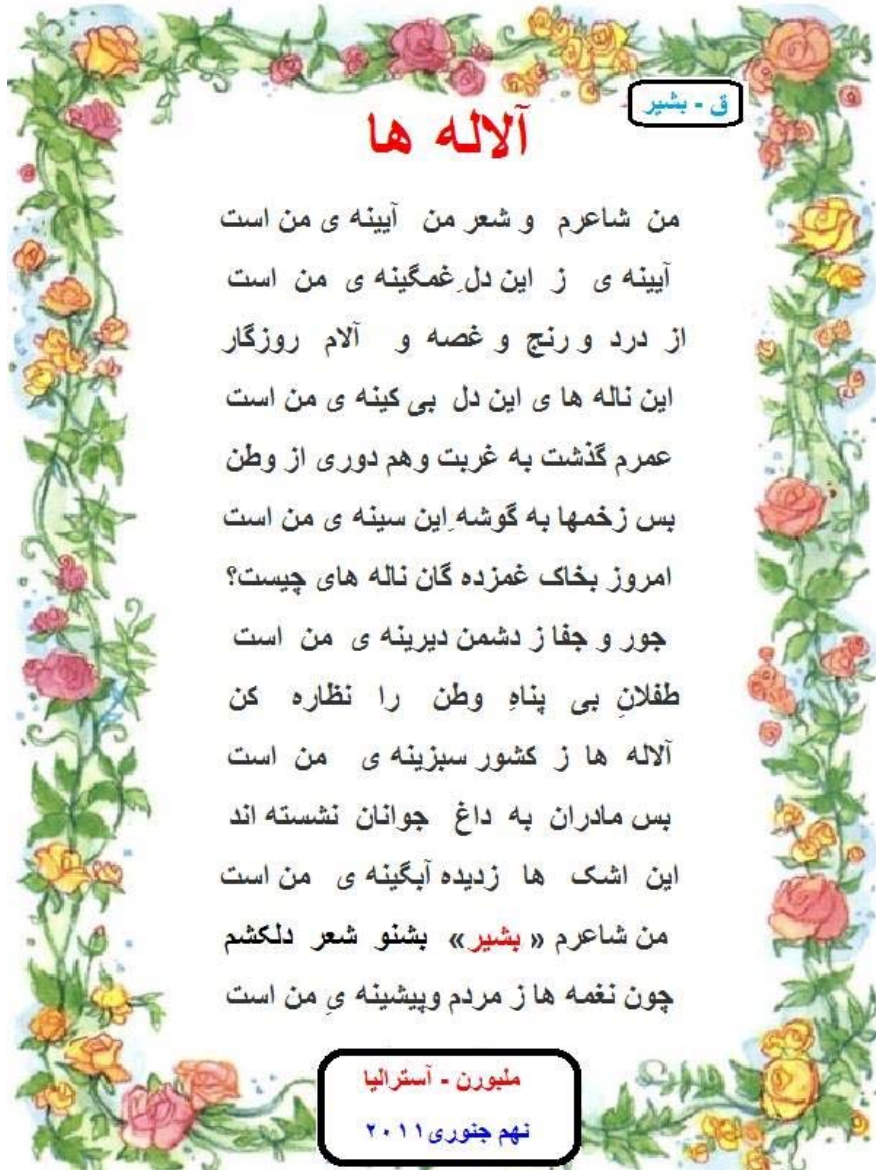 ق - بشیر
آلاله ها
من شاعرم و شعر من آیینه ی من است
آیینه ی ز این دلِ غمگینه ی من است
از درد و رنج و غصه و آلام روزگار
این ناله ها ی این دل بی کینه ی من است
عمرم گذشت به غربت وهم دوری از وطن
بس زخمها به گوشهِ این سینه ی من است
امروز بخاک غمزده گان ناله های چیست؟
جور و جفا ز دشمن دیرینه ی من است
طفلانِ بی پناهِ وطن را نظاره کن
آلاله ها ز کشور سبزینه ی من است
بس مادران به داغ جوانان نشسته اند
این اشک ها زدیده آبگینه ی من است
من شاعرم « بشیر» بشنو شعر دلکشم
چون نغمه ها ز مردم وپیشینه یِ من است
ملبورن - آسترالیا
نهم جنوری ۲۰۱۱